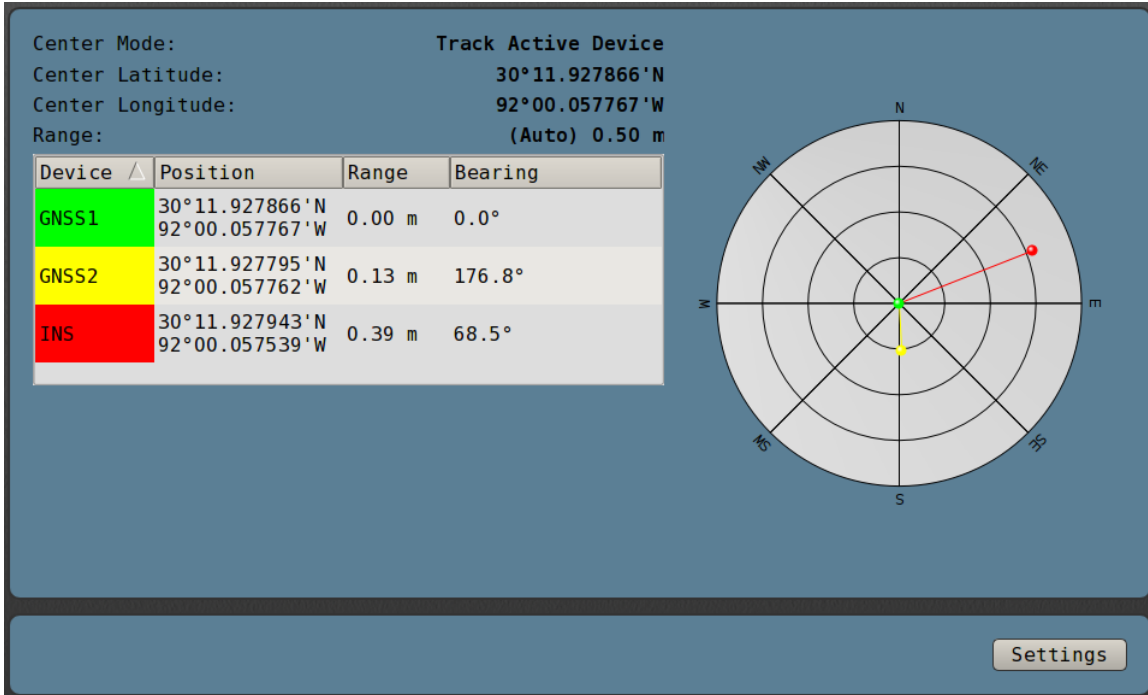 Center Mode: Track Active Device
Center Latitude: 30°11.927866'N
Center Longitude: 92°00.057767'W
Range: (Auto) 0.50 m
Device Position Range Bearing
GNSS1 30°11.927866'N 92°00.057767'W 0.00 m 0.0°
GNSS2 30°11.927795'N 92°00.057762'W 0.13 m 176.8°
INS 30°11.927943'N 92°00.057539'W 0.39 m 68.5°
N
NW NE
W E
SW SE
S
Settings